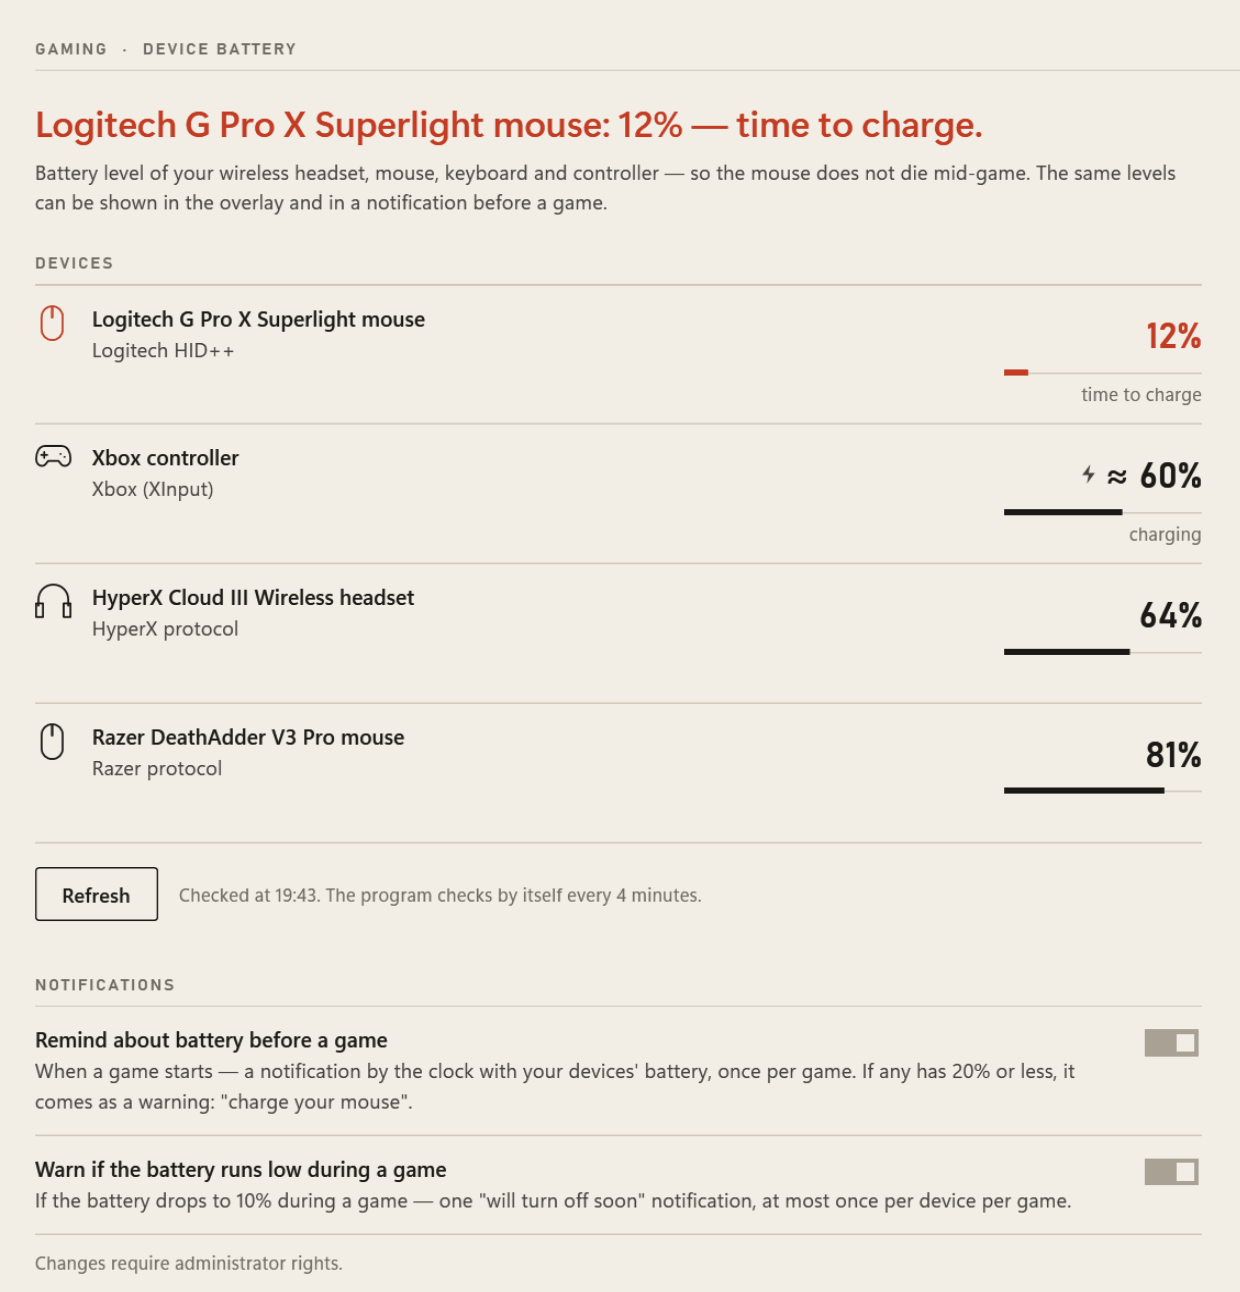 GAMING · DEVICE BATTERY
Logitech G Pro X Superlight mouse: 12% — time to charge.
Battery level of your wireless headset, mouse, keyboard and controller — so the mouse does not die mid-game. The same levels
can be shown in the overlay and in a notification before a game.
DEVICES
Logitech G Pro X Superlight mouse
Logitech HID++
12%
time to charge
Xbox controller
Xbox (XInput)
≈ 60%
charging
HyperX Cloud III Wireless headset
HyperX protocol
64%
Razer DeathAdder V3 Pro mouse
Razer protocol
81%
Refresh
Checked at 19:43. The program checks by itself every 4 minutes.
NOTIFICATIONS
Remind about battery before a game
When a game starts — a notification by the clock with your devices' battery, once per game. If any has 20% or less, it
comes as a warning: "charge your mouse".
Warn if the battery runs low during a game
If the battery drops to 10% during a game — one "will turn off soon" notification, at most once per device per game.
Changes require administrator rights.